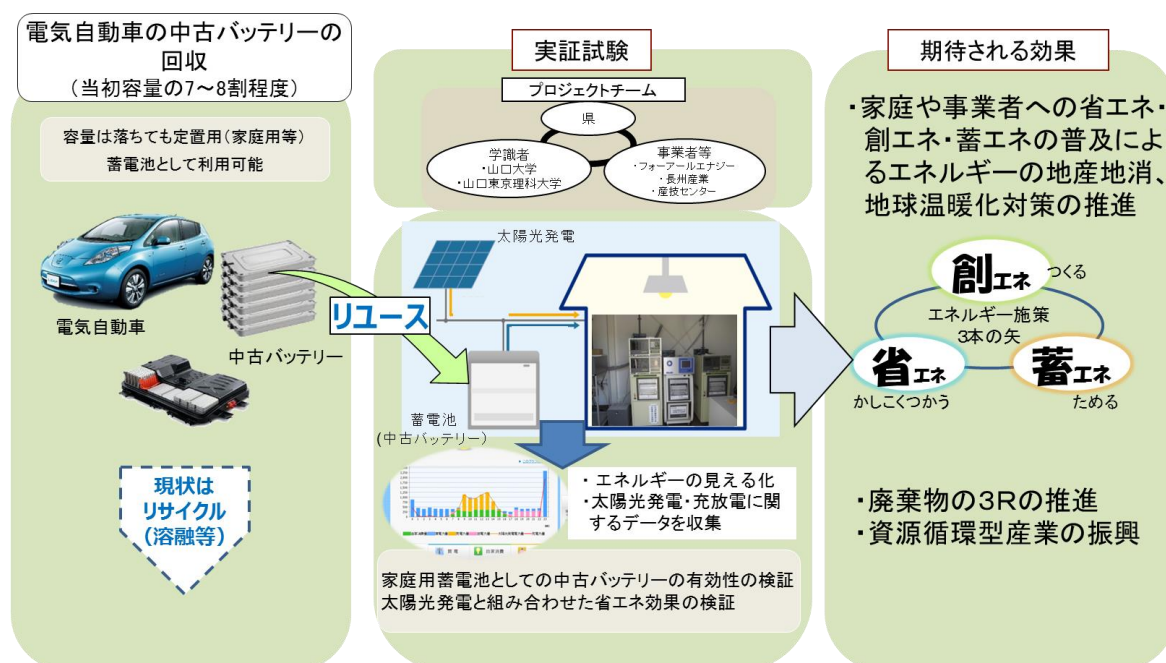 電気自動車の中古バッテリーの
回収
(当初容量の7～8割程度)
容量は落ちても定置用(家庭用等)
蓄電池として利用可能
電気自動車
中古バッテリー
現状は
リサイクル
(溶融等)
リユース
実証試験
プロジェクトチーム
県
学識者
・山口大学
・山口東京理科大学
事業者等
・フォーアールエナジー
・長州産業
・産技センター
太陽光発電
蓄電池
(中古バッテリー)
・エネルギーの見える化
・太陽光発電・充放電に関
するデータを収集
家庭用蓄電池としての中古バッテリーの有効性の検証
太陽光発電と組み合わせた省エネ効果の検証
期待される効果
・家庭や事業者への省エネ・
創エネ・蓄エネの普及によ
るエネルギーの地産地消、
地球温暖化対策の推進
創エネ
つくる
エネルギー施策
3本の矢
省エネ
かしこくつかう
蓄エネ
ためる
・廃棄物の3Rの推進
・資源循環型産業の振興